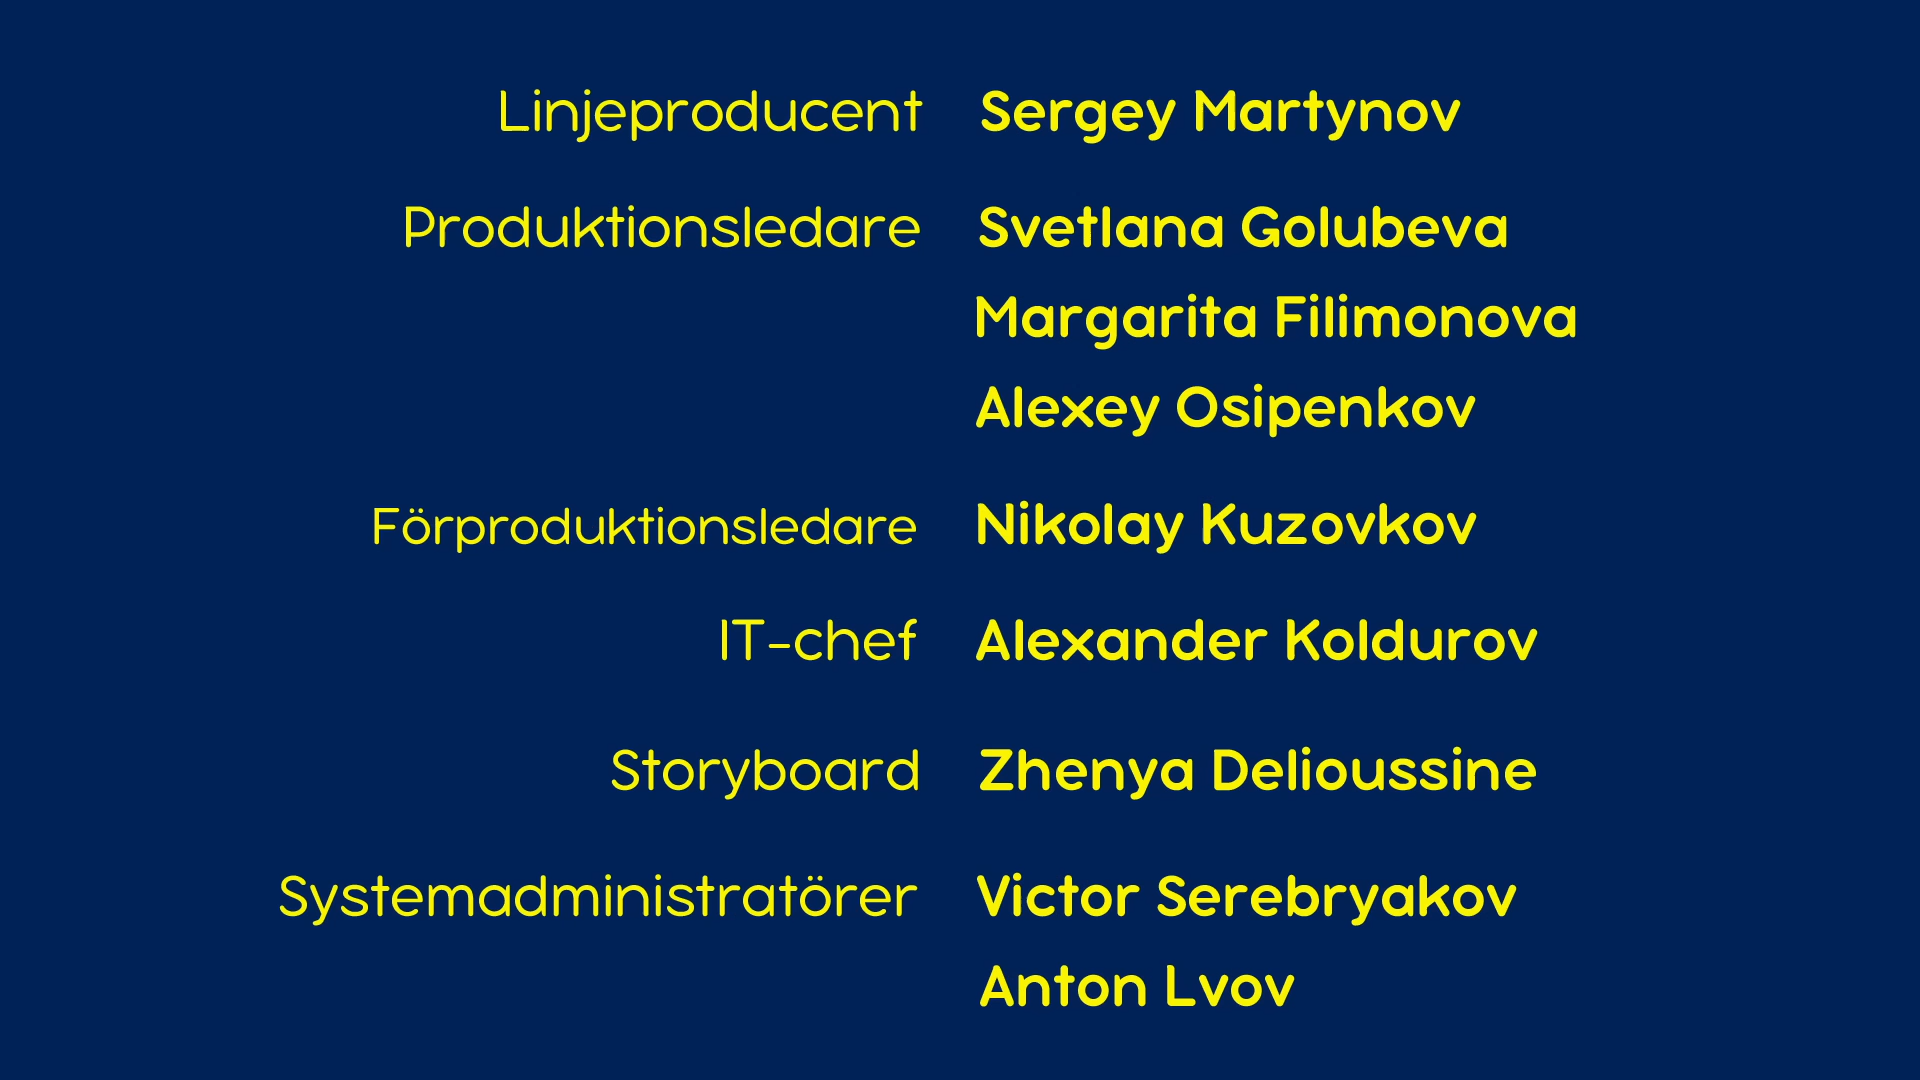 Linjeproducent Sergey Martynov
Produktionsledare Svetlana Golubeva
Margarita Filimonova
Alexey Osipenkov
Förproduktionsledare Nikolay Kuzovkov
IT-chef Alexander Koldurov
Storyboard Zhenya Delioussine
Systemadministratörer Victor Serebryakov
Anton Lvov